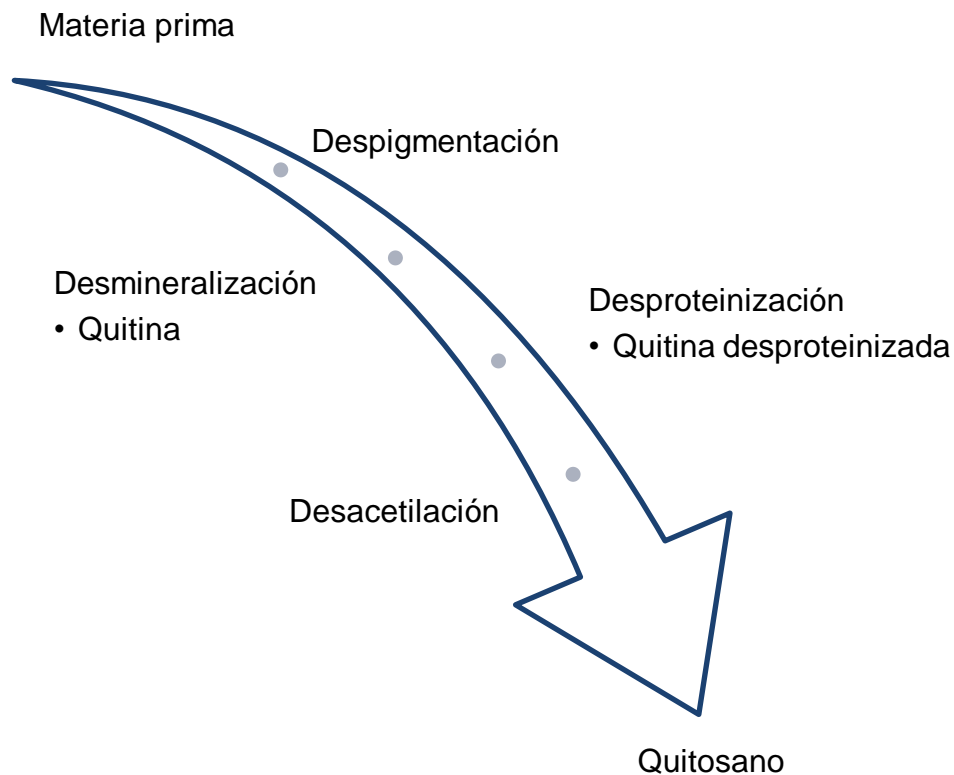 Materia prima
Despigmentación
Desmineralización
• Quitina
Desproteinización
• Quitina desproteinizada
Desacetilación
Quitosano